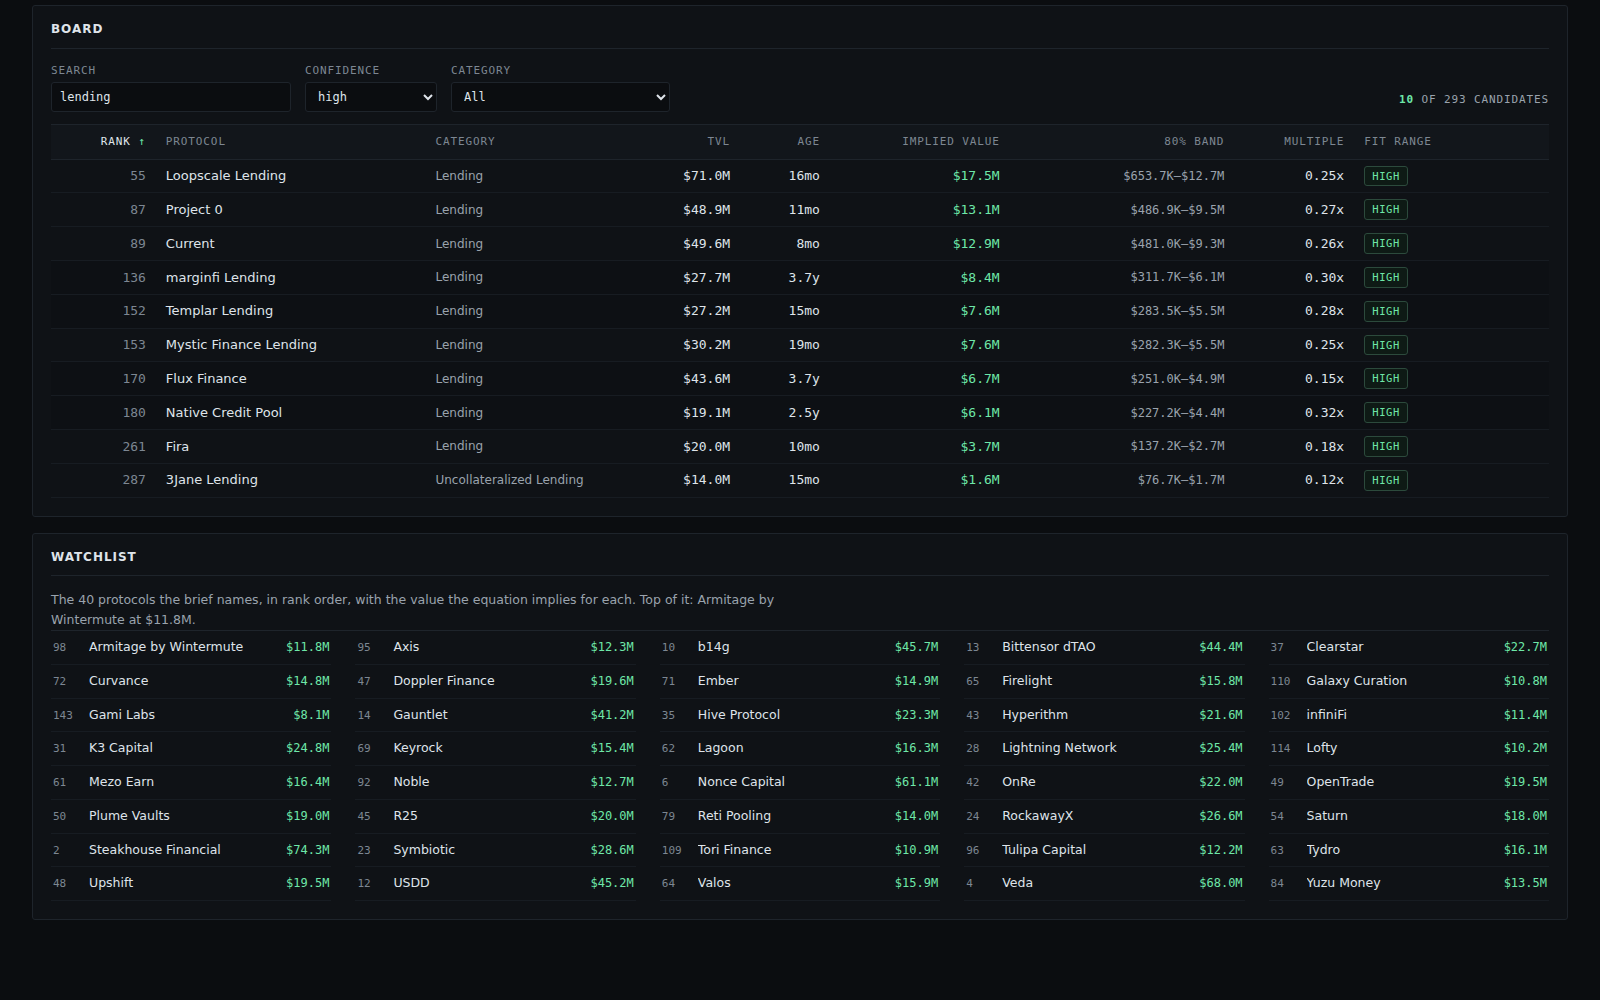 BOARD
SEARCH CONFIDENCE CATEGORY
lending high All 10 OF 293 CANDIDATES
RANK ↑ PROTOCOL CATEGORY TVL AGE IMPLIED VALUE 80% BAND MULTIPLE FIT RANGE
55 Loopscale Lending Lending $71.0M 16mo $17.5M $653.7K–$12.7M 0.25x HIGH
87 Project 0 Lending $48.9M 11mo $13.1M $486.9K–$9.5M 0.27x HIGH
89 Current Lending $49.6M 8mo $12.9M $481.0K–$9.3M 0.26x HIGH
136 marginfi Lending Lending $27.7M 3.7y $8.4M $311.7K–$6.1M 0.30x HIGH
152 Templar Lending Lending $27.2M 15mo $7.6M $283.5K–$5.5M 0.28x HIGH
153 Mystic Finance Lending Lending $30.2M 19mo $7.6M $282.3K–$5.5M 0.25x HIGH
170 Flux Finance Lending $43.6M 3.7y $6.7M $251.0K–$4.9M 0.15x HIGH
180 Native Credit Pool Lending $19.1M 2.5y $6.1M $227.2K–$4.4M 0.32x HIGH
261 Fira Lending $20.0M 10mo $3.7M $137.2K–$2.7M 0.18x HIGH
287 3Jane Lending Uncollateralized Lending $14.0M 15mo $1.6M $76.7K–$1.7M 0.12x HIGH
WATCHLIST
The 40 protocols the brief names, in rank order, with the value the equation implies for each. Top of it: Armitage by
Wintermute at $11.8M.
98 Armitage by Wintermute $11.8M 95 Axis $12.3M 10 b14g $45.7M 13 Bittensor dTAO $44.4M 37 Clearstar $22.7M
72 Curvance $14.8M 47 Doppler Finance $19.6M 71 Ember $14.9M 65 Firelight $15.8M 110 Galaxy Curation $10.8M
143 Gami Labs $8.1M 14 Gauntlet $41.2M 35 Hive Protocol $23.3M 43 Hyperithm $21.6M 102 infiniFi $11.4M
31 K3 Capital $24.8M 69 Keyrock $15.4M 62 Lagoon $16.3M 28 Lightning Network $25.4M 114 Lofty $10.2M
61 Mezo Earn $16.4M 92 Noble $12.7M 6 Nonce Capital $61.1M 42 OnRe $22.0M 49 OpenTrade $19.5M
50 Plume Vaults $19.0M 45 R25 $20.0M 79 Reti Pooling $14.0M 24 RockawayX $26.6M 54 Saturn $18.0M
2 Steakhouse Financial $74.3M 23 Symbiotic $28.6M 109 Tori Finance $10.9M 96 Tulipa Capital $12.2M 63 Tydro $16.1M
48 Upshift $19.5M 12 USDD $45.2M 64 Valos $15.9M 4 Veda $68.0M 84 Yuzu Money $13.5M